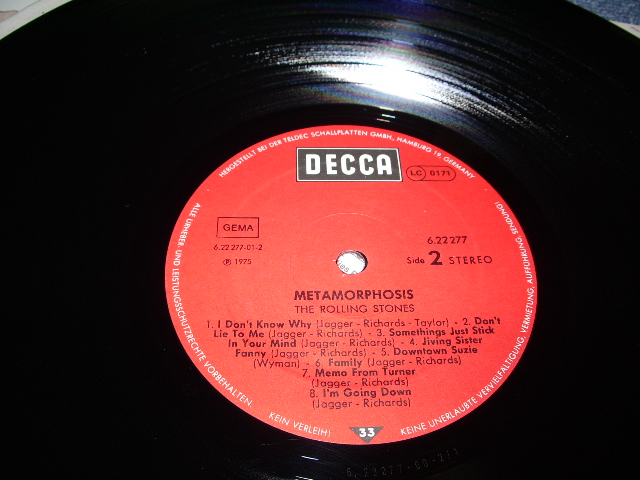 HERGESTELLT BEI DER TELDEC SCHALLPLATTEN GMBH, HAMBURG 19, GERMANY
DECCA
LC 0171
GEMA
6.22277-01-2
℗ 1975
6.22277
Side 2 STEREO
METAMORPHOSIS
THE ROLLING STONES
1. I Don't Know Why (Jagger - Richards - Taylor) - 2. Don't
Lie To Me (Jagger - Richards) - 3. Somethings Just Stick
In Your Mind (Jagger - Richards) - 4. Jiving Sister
Fanny (Jagger - Richards) - 5. Downtown Suzie
(Wyman) - 6. Family (Jagger - Richards)
7. Memo From Turner
(Jagger - Richards)
8. I'm Going Down
(Jagger - Richards)
33
ALLE URHEBER- UND LEISTUNGSSCHUTZRECHTE VORBEHALTEN.
KEIN VERLEIH!
KEINE UNERLAUBTE VERVIELFÄLTIGUNG, VERMIETUNG, AUFFÜHRUNG, SENDUNG!